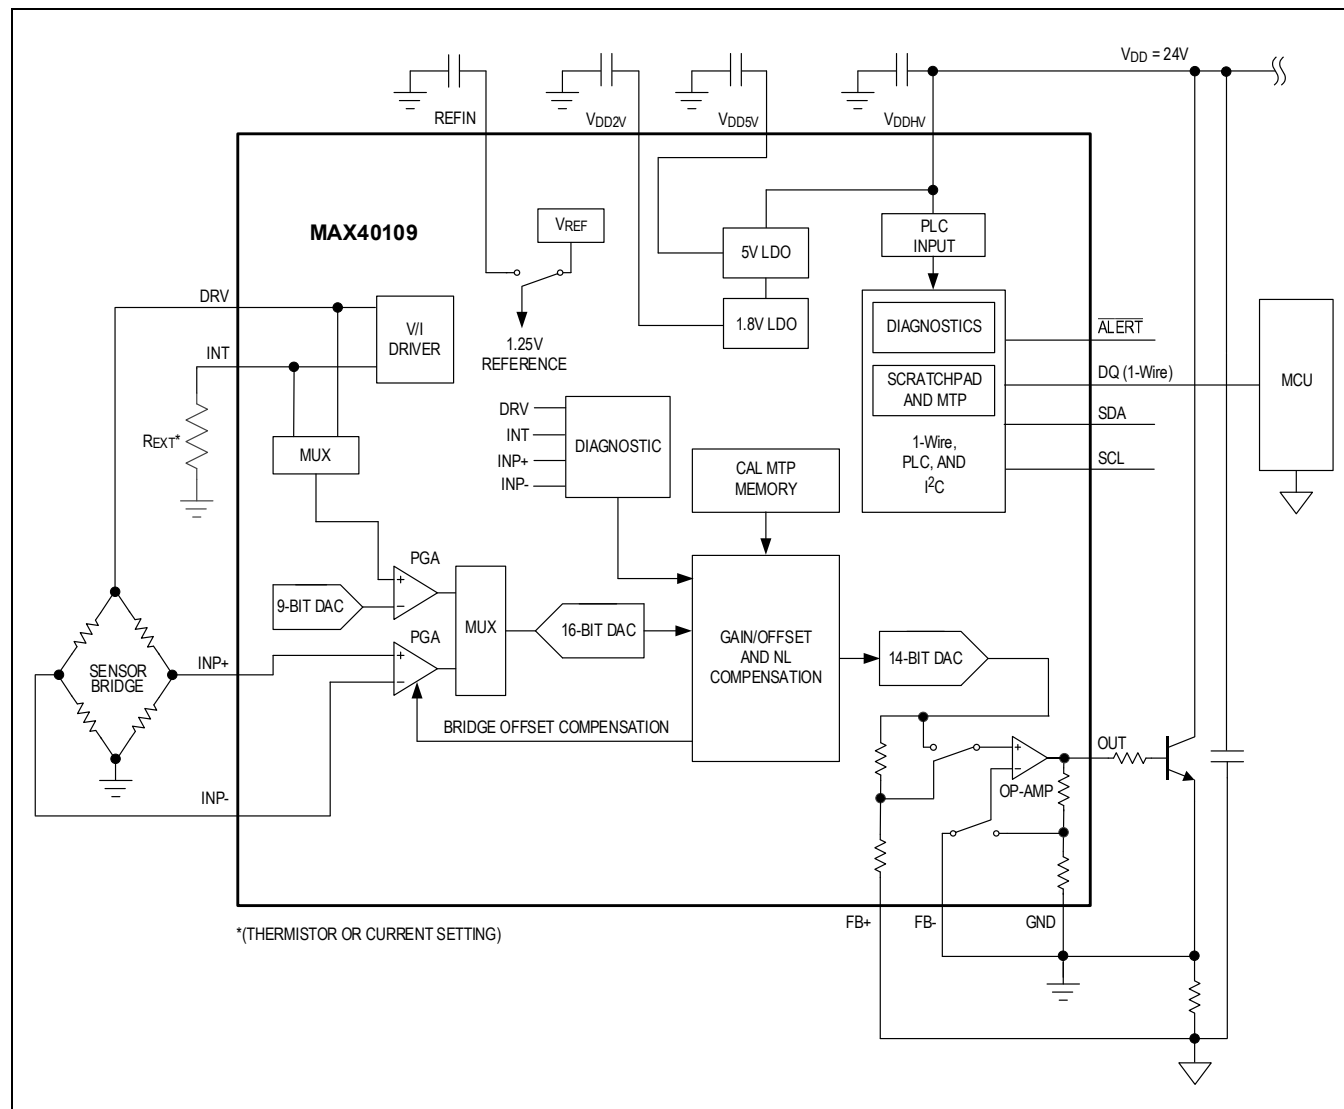 VDD = 24V
REFIN
VDD2V
VDD5V
VDDHV
MAX40109
VREF
5V LDO
PLC
INPUT
DRV
V/I
DRIVER
1.8V LDO
DIAGNOSTICS
ALERT
INT
1.25V
REFERENCE
SCRATCHPAD
AND MTP
DQ (1-Wire)
MCU
REXT*
MUX
DRV
INT
INP+
INP-
DIAGNOSTIC
CAL MTP
MEMORY
1-Wire,
PLC, AND
I2C
SDA
SCL
PGA
+
−
9-BIT DAC
MUX
16-BIT DAC
GAIN/OFFSET
AND NL
COMPENSATION
14-BIT DAC
PGA
+
−
INP+
SENSOR
BRIDGE
BRIDGE OFFSET COMPENSATION
+
−
OP-AMP
OUT
INP-
FB+
FB-
GND
*(THERMISTOR OR CURRENT SETTING)